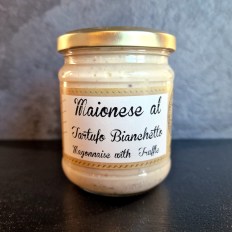 Maionese al
Tartufo Bianchetto
Mayonnaise with Truffle